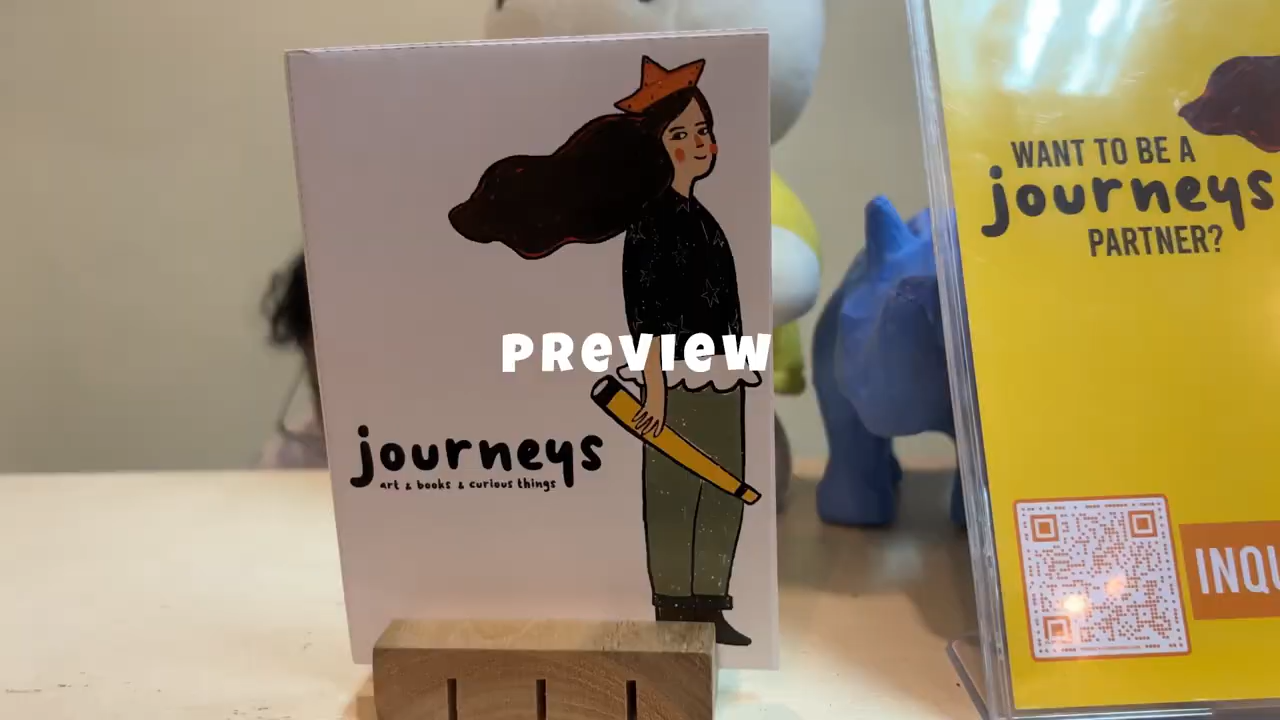 PREVIEW
journeys
art & books & curious things
WANT TO BE A
journeys
PARTNER?
INQU